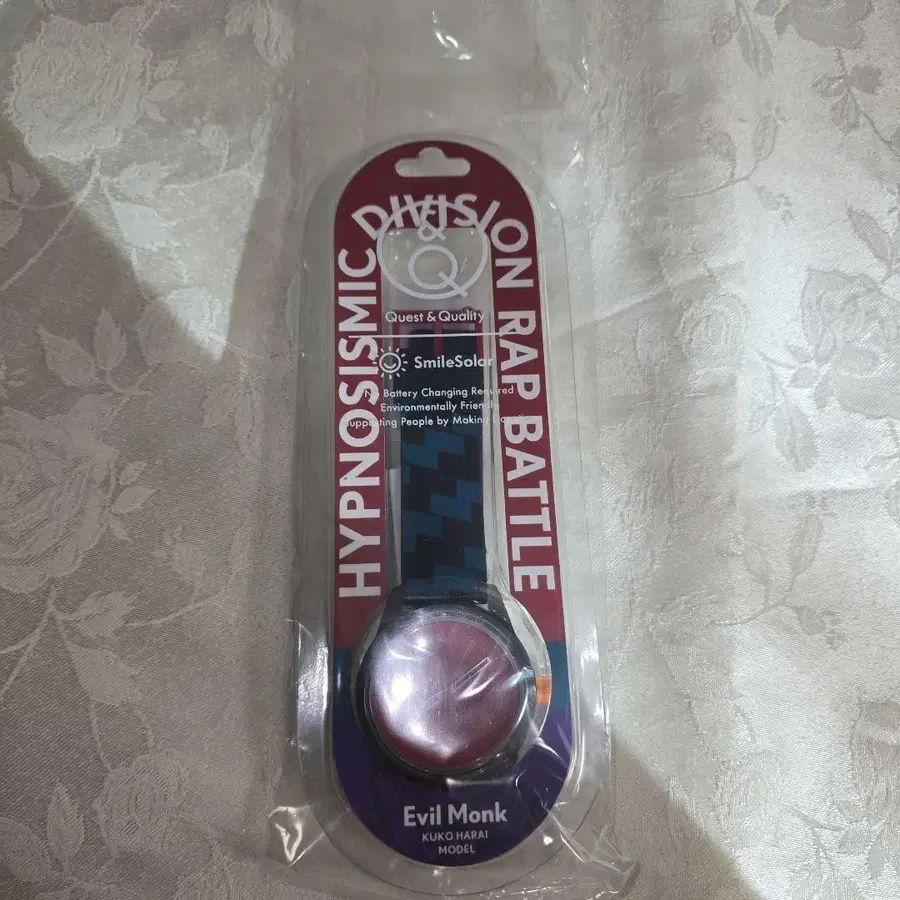 HYPNOSISMIC DIVISION RAP BATTLE
Q&Q
Quest & Quality
SmileSolar
Battery Changing Required
Environmentally Friendly
Supporting People by Making
Evil Monk
KUKO HARAI
MODEL